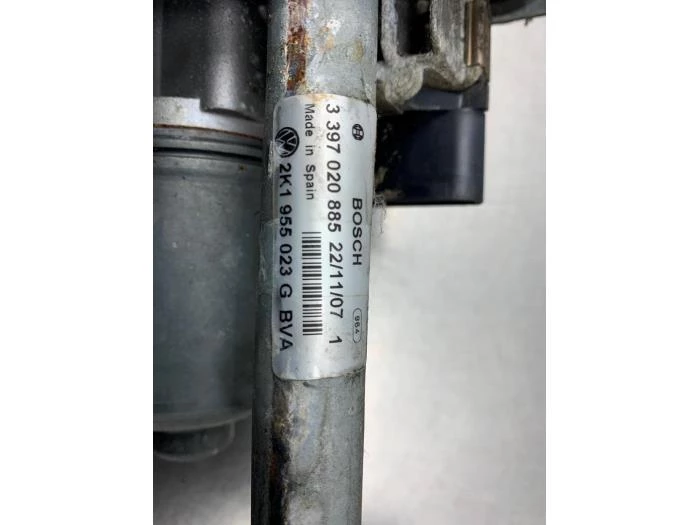 BOSCH 964
3 397 020 885 22/11/07 1
Made in Spain
2K1 955 023 G BVA